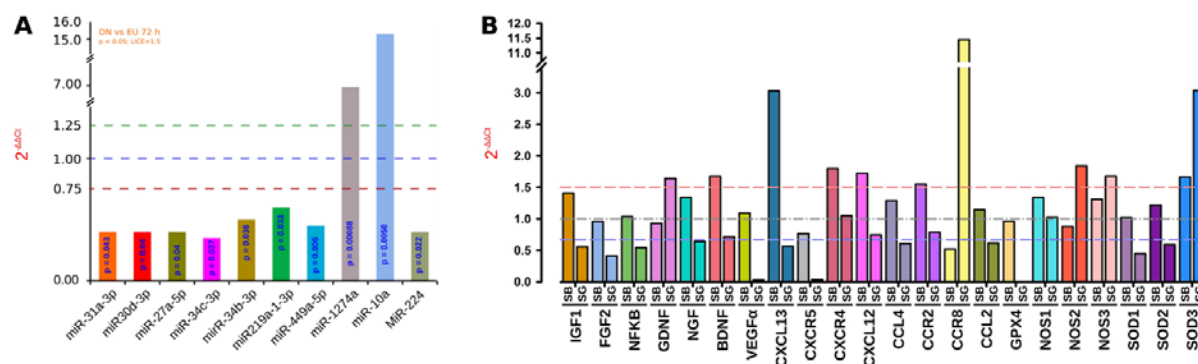 A
DN vs EU 72 h
p < 0.05; LICE=1.5
16.0
15.0
7.00
1.25
1.00
0.75
0.00
2-ΔΔCt
p = 0.043
p = 0.04
p = 0.04
p = 0.037
p = 0.038
p = 0.033
p = 0.006
p = 0.00088
p = 0.0056
p = 0.022
miR-31a-3p
miR30d-3p
miR-27a-5p
miR-34c-3p
mirR-34b-3p
miR219a-1-3p
miR-449a-5p
miR-1274a
miR-10a
MiR-224
B
12.0
11.0
3.0
2.5
2.0
1.5
1.0
0.5
0.0
2-ΔΔCt
SB SG SB SG SB SG SB SG SB SG SB SG SB SG SB SG SB SG SB SG SB SG SB SG SB SG SB SG SB SG SB SG SB SG SB SG SB SG SB SG SB SG SB SG
IGF1
FGF2
NFKB
GDNF
NGF
BDNF
VEGFα
CXCL13
CXCR5
CXCR4
CXCL12
CCL4
CCR2
CCR8
CCL2
GPX4
NOS1
NOS2
NOS3
SOD1
SOD2
SOD3